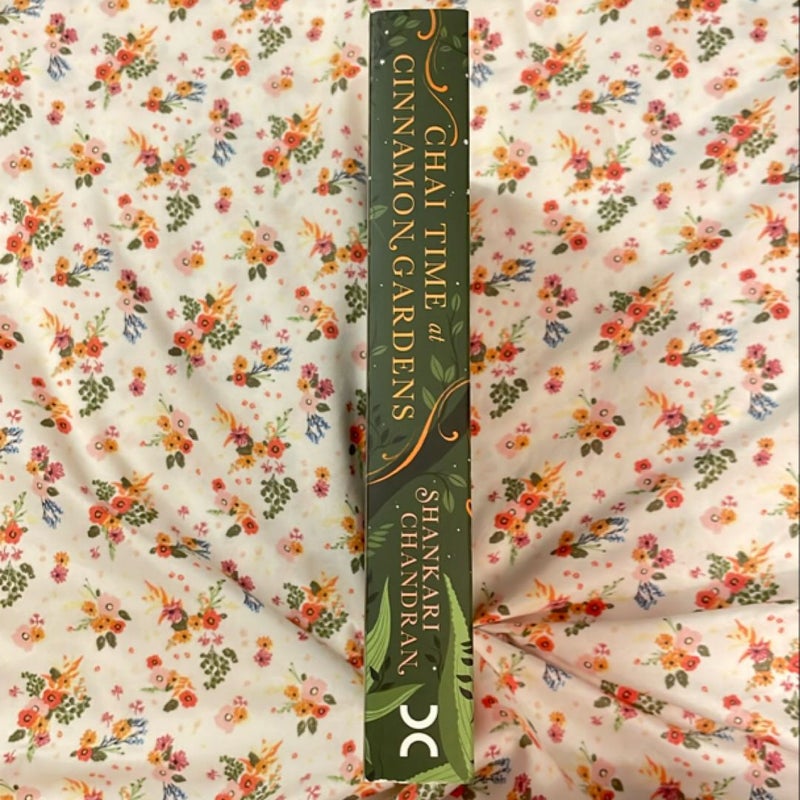 CHAI TIME at
CINNAMON GARDENS
SHANKARI
CHANDRAN